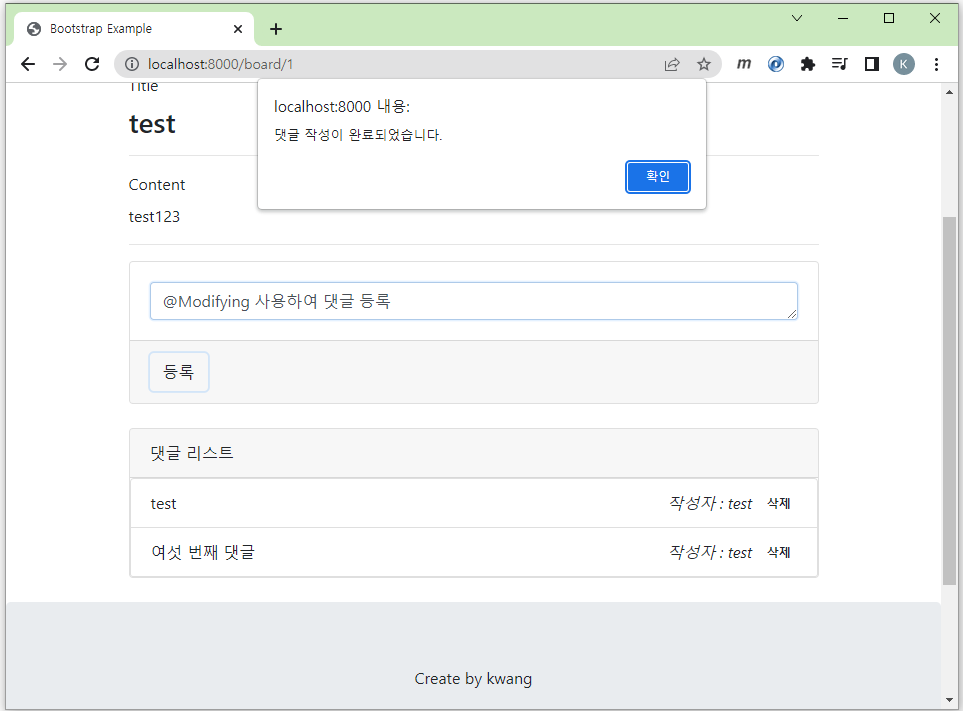 Bootstrap Example
localhost:8000/board/1
m
K
Title
localhost:8000 내용:
댓글 작성이 완료되었습니다.
확인
test
Content
test123
@Modifying 사용하여 댓글 등록
등록
댓글 리스트
test 작성자 : test 삭제
여섯 번째 댓글 작성자 : test 삭제
Create by kwang